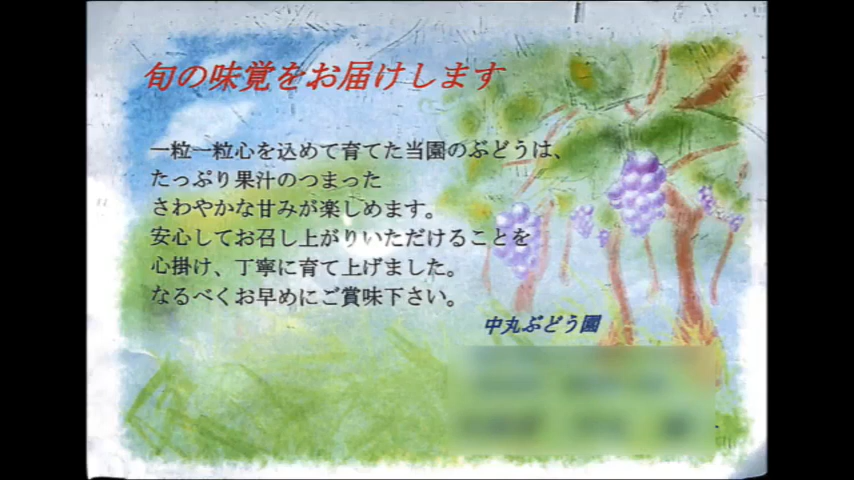 旬の味覚をお届けします
一粒一粒心を込めて育てた当園のぶどうは、
たっぷり果汁のつまった
さわやかな甘みが楽しめます。
安心してお召し上がりいただけることを
心掛け、丁寧に育て上げました。
なるべくお早めにご賞味下さい。
中丸ぶどう園